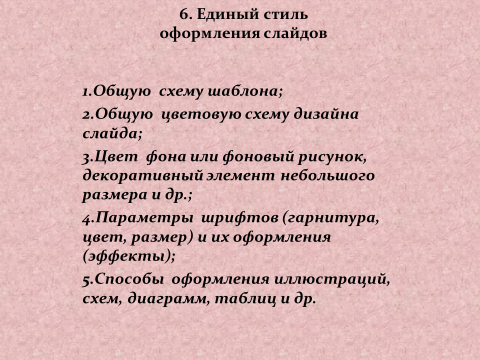 6. Единый стиль
оформления слайдов
1.Общую схему шаблона;
2.Общую цветовую схему дизайна
слайда;
3.Цвет фона или фоновый рисунок,
декоративный элемент небольшого
размера и др.;
4.Параметры шрифтов (гарнитура,
цвет, размер) и их оформления
(эффекты);
5.Способы оформления иллюстраций,
схем, диаграмм, таблиц и др.